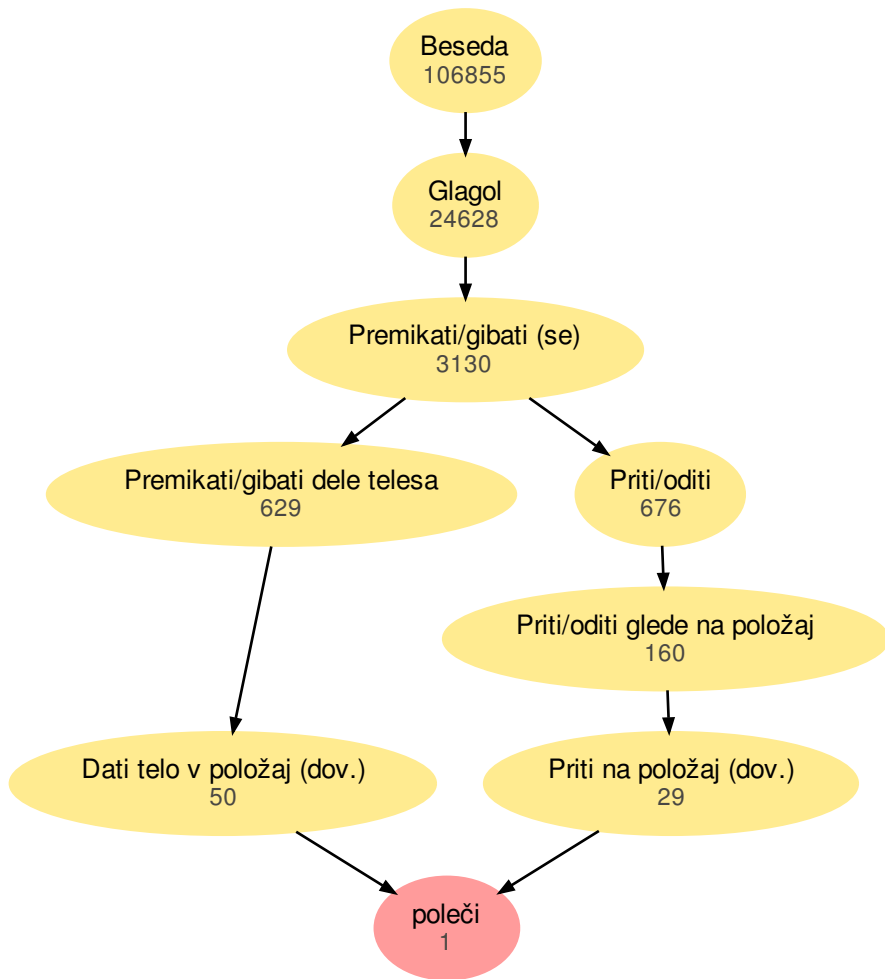 Beseda
106855
Glagol
24628
Premikati/gibati (se)
3130
Premikati/gibati dele telesa
629
Priti/oditi
676
Priti/oditi glede na položaj
160
Dati telo v položaj (dov.)
50
Priti na položaj (dov.)
29
poleči
1